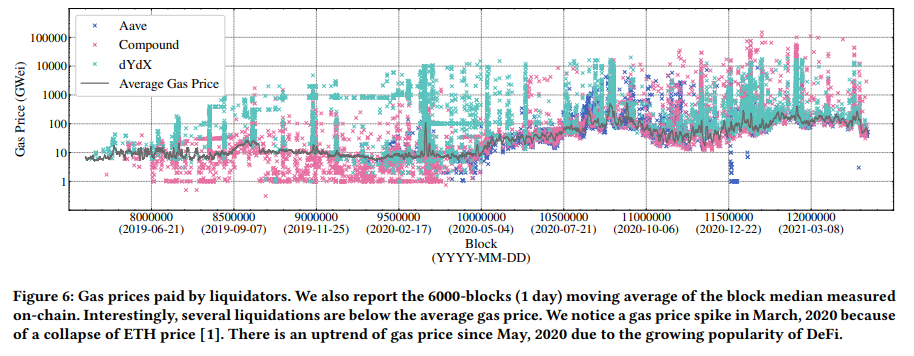 Aave
Compound
dYdX
Average Gas Price
Gas Price (GWei)
100000
10000
1000
100
10
1
8000000 8500000 9000000 9500000 10000000 10500000 11000000 11500000 12000000
(2019-06-21) (2019-09-07) (2019-11-25) (2020-02-17) (2020-05-04) (2020-07-21) (2020-10-06) (2020-12-22) (2021-03-08)
Block
(YYYY-MM-DD)
Figure 6: Gas prices paid by liquidators. We also report the 6000-blocks (1 day) moving average of the block median measured
on-chain. Interestingly, several liquidations are below the average gas price. We notice a gas price spike in March, 2020 because
of a collapse of ETH price [1]. There is an uptrend of gas price since May, 2020 due to the growing popularity of DeFi.